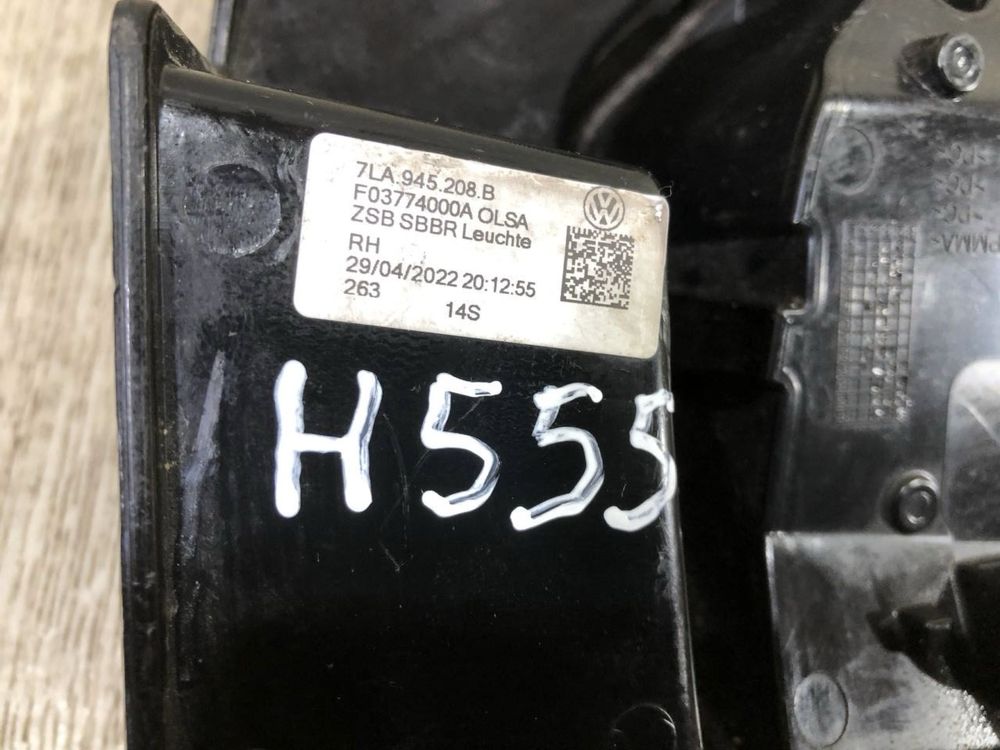 7LA.945.208.B
F03774000A OLSA
ZSB SBBR Leuchte
RH
29/04/2022 20:12:55
263
14S
H555